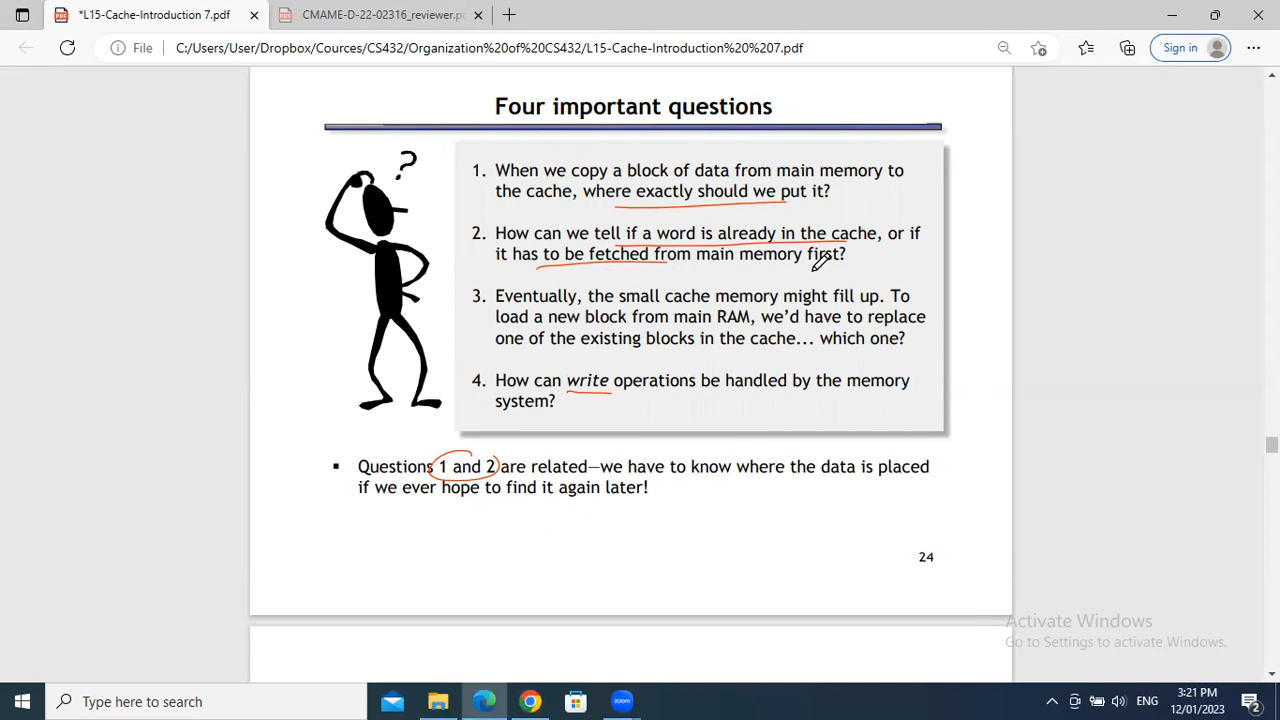 *L15-Cache-Introduction 7.pdf
CMAME-D-22-02316_reviewer.p
File C:/Users/User/Dropbox/Cources/CS432/Organization%20of%20CS432/L15-Cache-Introduction%20%207.pdf
Sign in
Four important questions
?
1. When we copy a block of data from main memory to
the cache, where exactly should we put it?
2. How can we tell if a word is already in the cache, or if
it has to be fetched from main memory first?
3. Eventually, the small cache memory might fill up. To
load a new block from main RAM, we’d have to replace
one of the existing blocks in the cache... which one?
4. How can write operations be handled by the memory
system?
▪ Questions 1 and 2 are related—we have to know where the data is placed
if we ever hope to find it again later!
24
Activate Windows
Go to Settings to activate Windows.
Type here to search
zoom
ENG
3:21 PM
12/01/2023
2